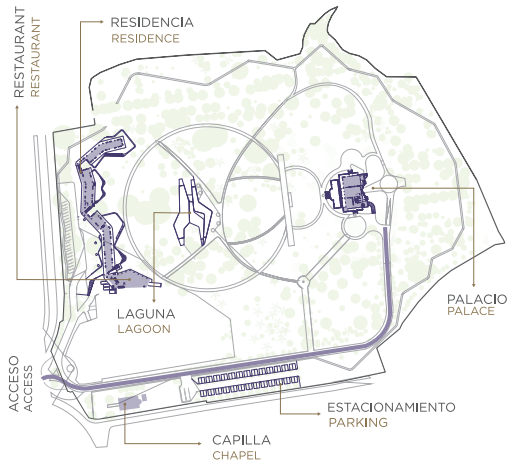 RESTAURANT
RESTAURANT
RESIDENCIA
RESIDENCE
LAGUNA
LAGOON
PALACIO
PALACE
ACCESO
ACCESS
ESTACIONAMIENTO
PARKING
CAPILLA
CHAPEL